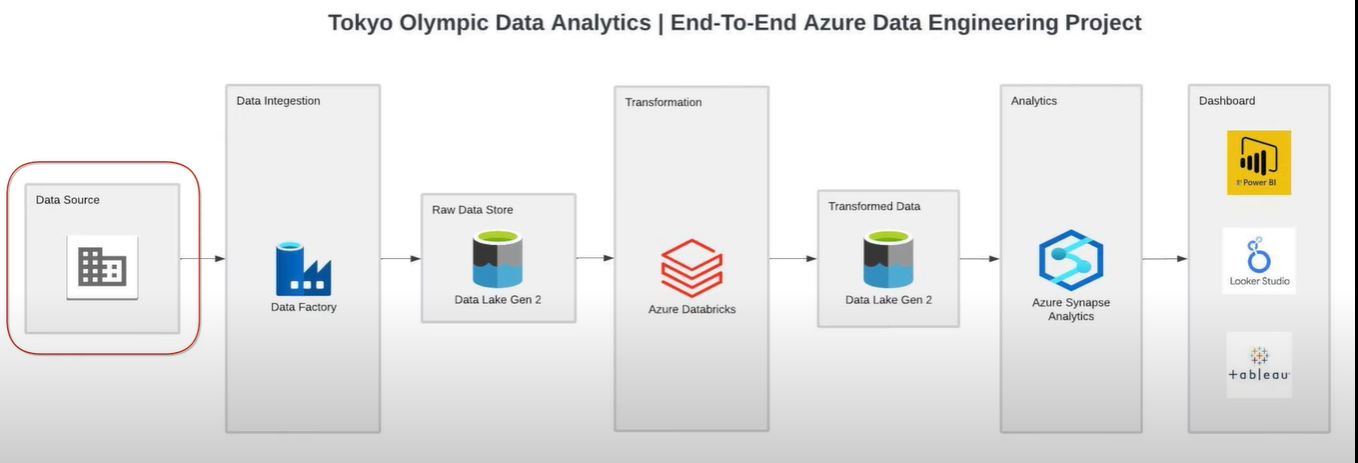 Tokyo Olympic Data Analytics | End-To-End Azure Data Engineering Project
Data Source
Data Integestion
Data Factory
Raw Data Store
Data Lake Gen 2
Transformation
Azure Databricks
Transformed Data
Data Lake Gen 2
Analytics
Azure Synapse
Analytics
Dashboard
Power BI
Looker Studio
+ableau